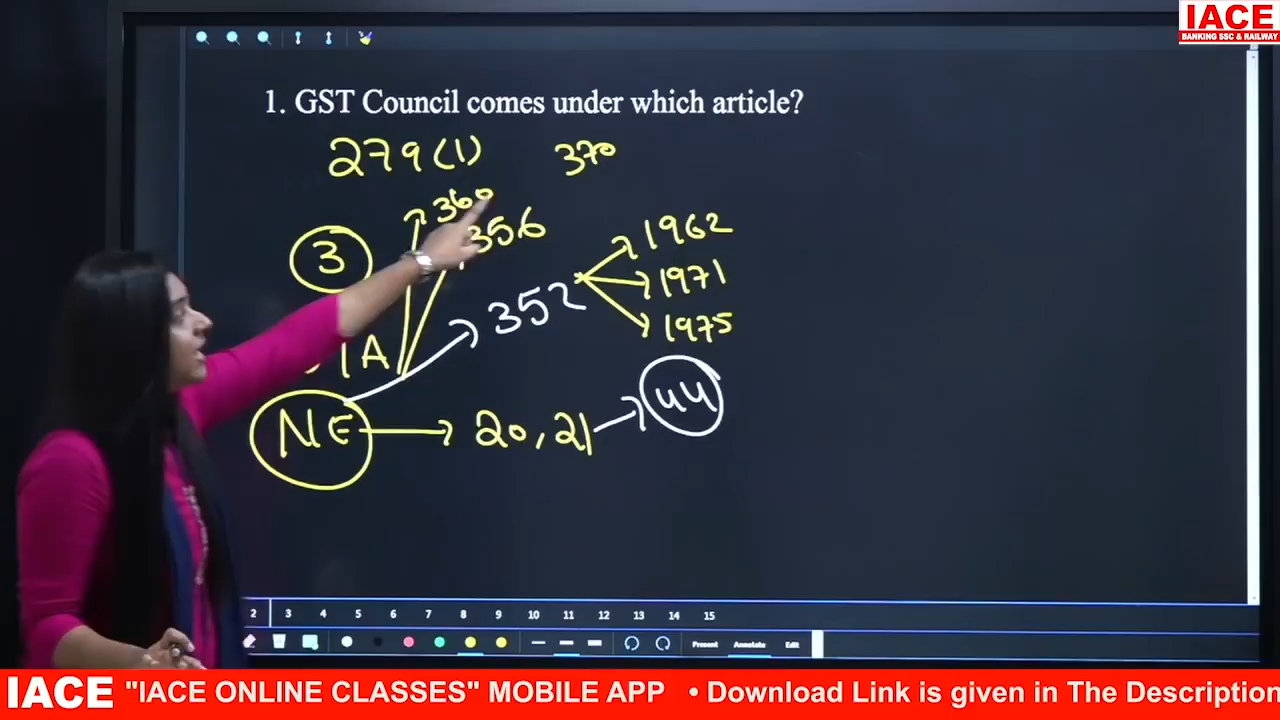 IACE
BANKING SSC & RAILWAY
1. GST Council comes under which article?
279(1) 370
360
356
3
352
1962
1971
1975
1A
NE 20, 21 44
2 3 4 5 6 7 8 9 10 11 12 13 14 15
Present Annotate Edit
IACE "IACE ONLINE CLASSES" MOBILE APP • Download Link is given in The Description